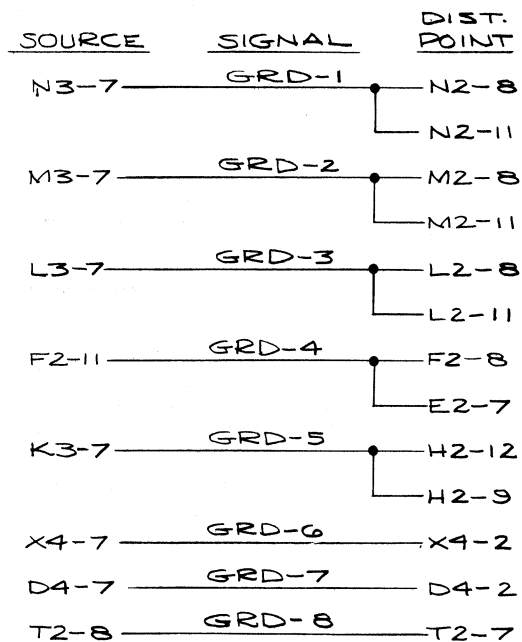 DIST.
SOURCE SIGNAL POINT
N3-7 GRD-1 N2-8
N2-11
M3-7 GRD-2 M2-8
M2-11
L3-7 GRD-3 L2-8
L2-11
F2-11 GRD-4 F2-8
E2-7
K3-7 GRD-5 H2-12
H2-9
X4-7 GRD-6 X4-2
D4-7 GRD-7 D4-2
T2-8 GRD-8 T2-7